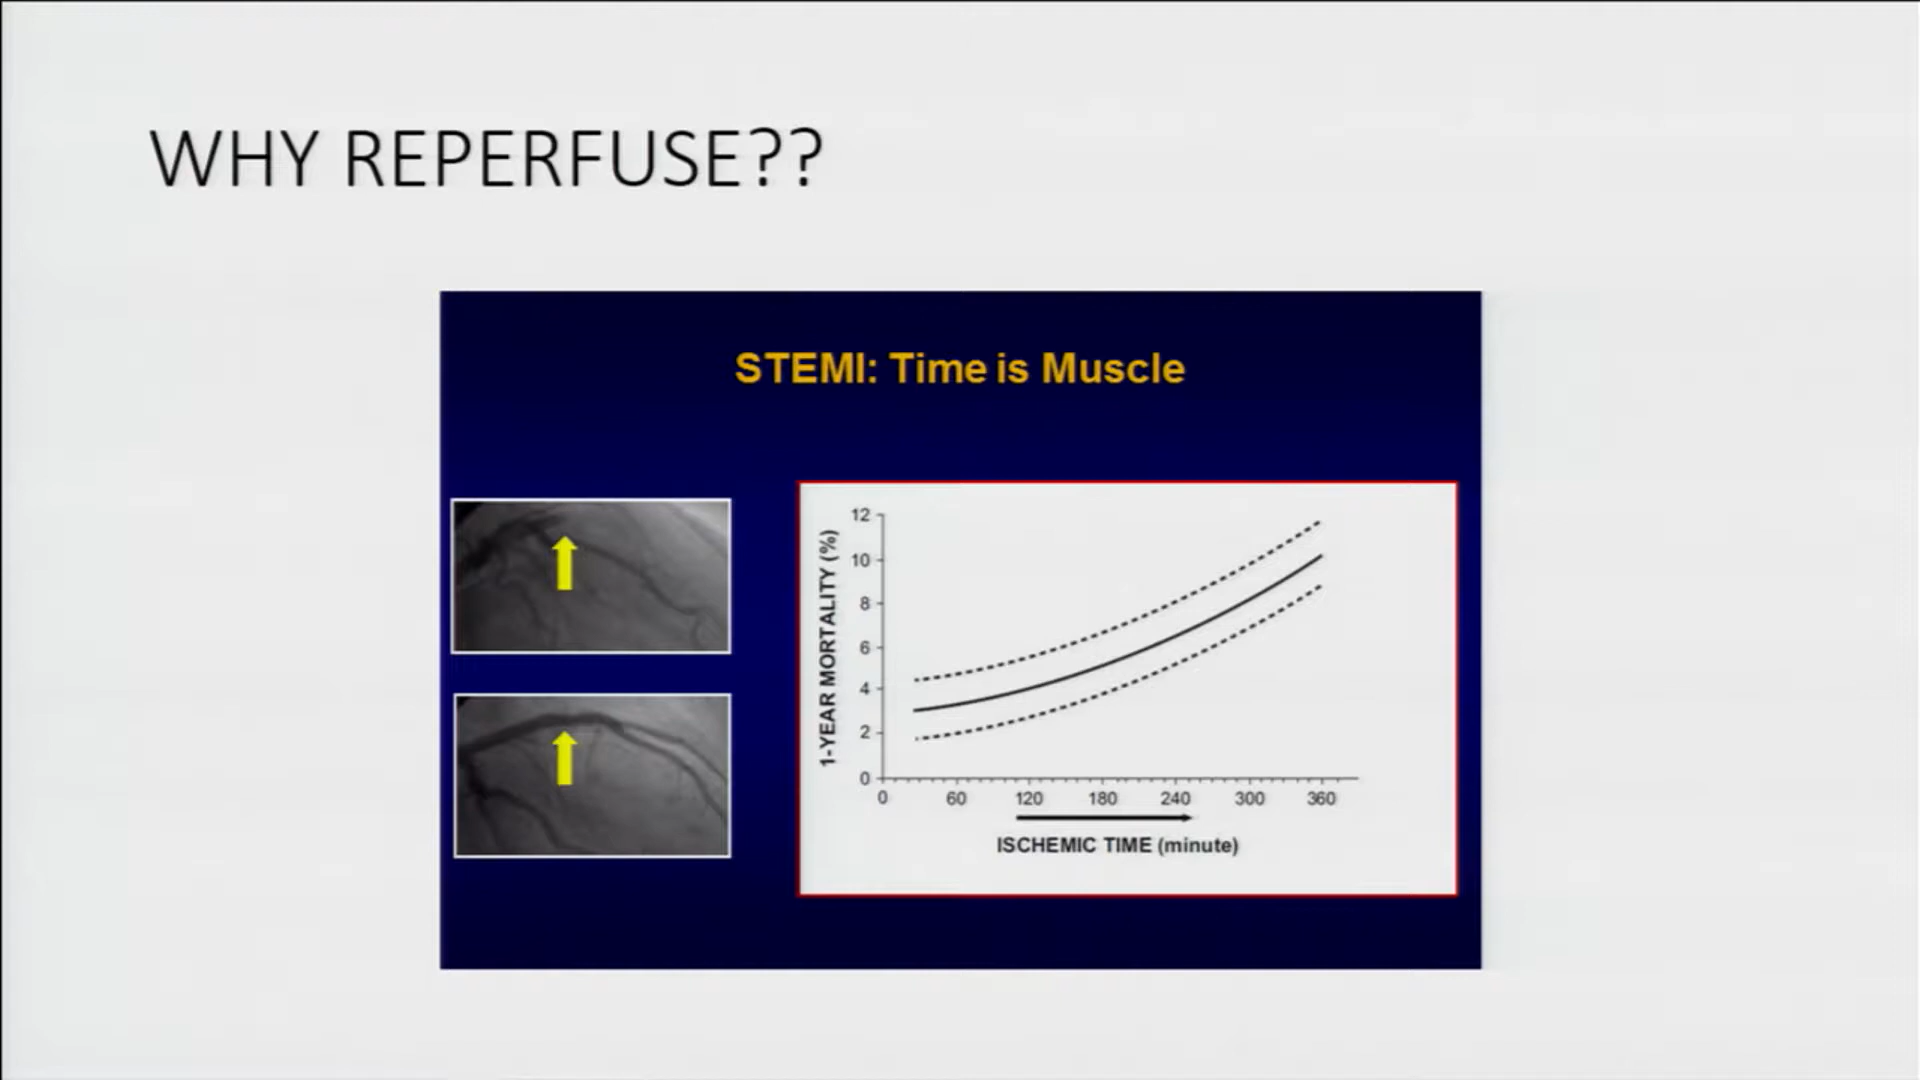 WHY REPERFUSE??
STEMI: Time is Muscle
1-YEAR MORTALITY (%)
12
10
8
6
4
2
0
0 60 120 180 240 300 360
ISCHEMIC TIME (minute)